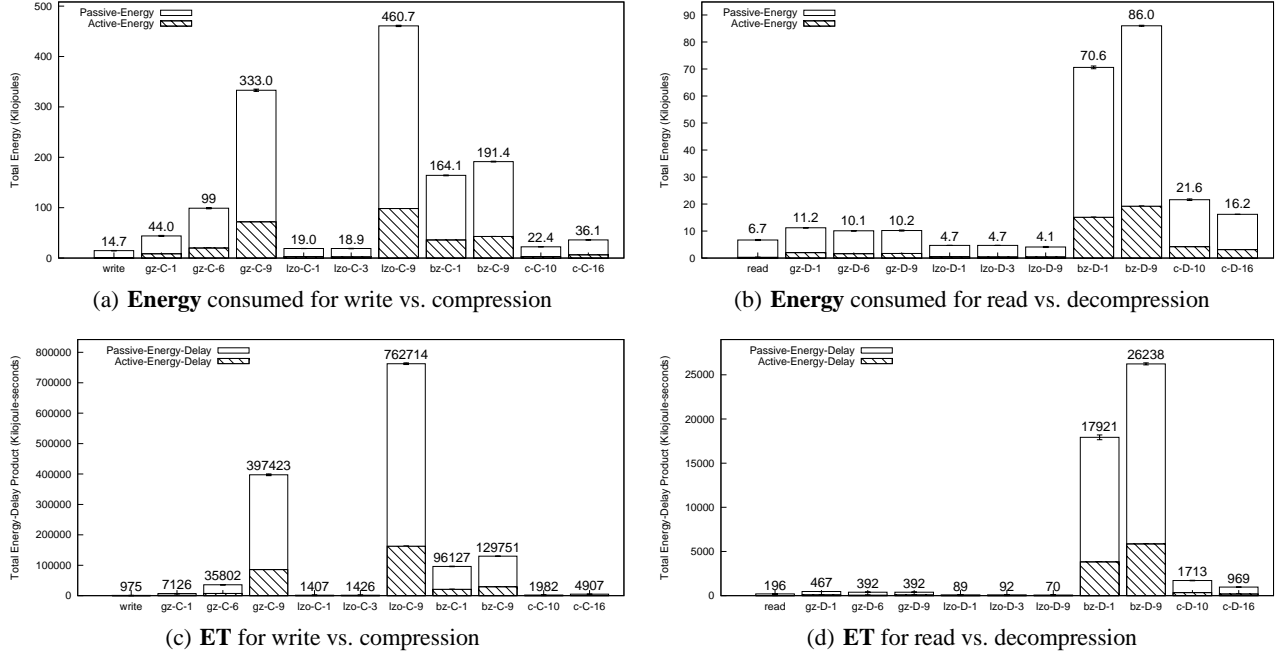 Passive-Energy
Active-Energy
Total Energy (Kilojoules)
500
400
300
200
100
0
14.7 44.0 99 333.0 19.0 18.9 460.7 164.1 191.4 22.4 36.1
write gz-C-1 gz-C-6 gz-C-9 lzo-C-1 lzo-C-3 lzo-C-9 bz-C-1 bz-C-9 c-C-10 c-C-16
(a) Energy consumed for write vs. compression
Passive-Energy
Active-Energy
Total Energy (Kilojoules)
90
80
70
60
50
40
30
20
10
0
6.7 11.2 10.1 10.2 4.7 4.7 4.1 70.6 86.0 21.6 16.2
read gz-D-1 gz-D-6 gz-D-9 lzo-D-1 lzo-D-3 lzo-D-9 bz-D-1 bz-D-9 c-D-10 c-D-16
(b) Energy consumed for read vs. decompression
Passive-Energy-Delay
Active-Energy-Delay
Total Energy-Delay Product (Kilojoule-seconds)
800000
700000
600000
500000
400000
300000
200000
100000
0
975 7126 35802 397423 1407 1426 762714 96127 129751 1982 4907
write gz-C-1 gz-C-6 gz-C-9 lzo-C-1 lzo-C-3 lzo-C-9 bz-C-1 bz-C-9 c-C-10 c-C-16
(c) ET for write vs. compression
Passive-Energy-Delay
Active-Energy-Delay
Total Energy-Delay Product (Kilojoule-seconds)
25000
20000
15000
10000
5000
0
196 467 392 392 89 92 70 17921 26238 1713 969
read gz-D-1 gz-D-6 gz-D-9 lzo-D-1 lzo-D-3 lzo-D-9 bz-D-1 bz-D-9 c-D-10 c-D-16
(d) ET for read vs. decompression